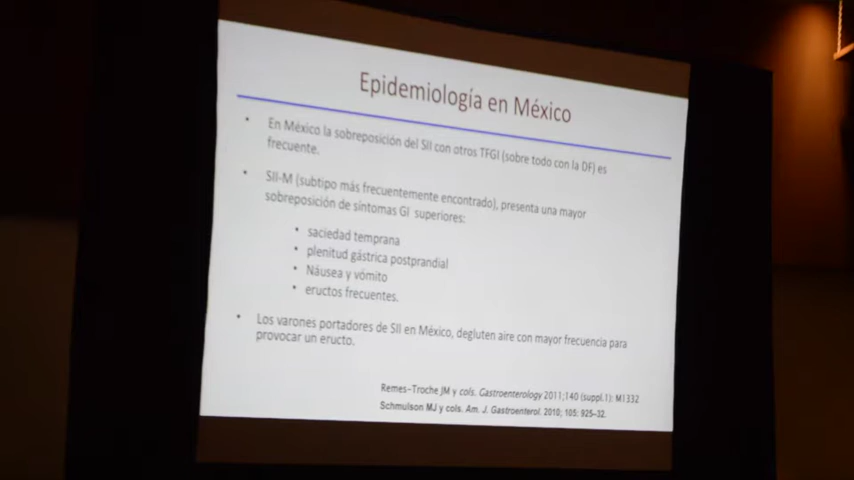 Epidemiología en México
• En México la sobreposición del SII con otros TFGI (sobre todo con la DF) es
frecuente.
• SII-M (subtipo más frecuentemente encontrado), presenta una mayor
sobreposición de síntomas GI superiores:
• saciedad temprana
• plenitud gástrica postprandial
• Náusea y vómito
• eructos frecuentes.
• Los varones portadores de SII en México, degluten aire con mayor frecuencia para
provocar un eructo.
Remes-Troche JM y cols. Gastroenterology 2011;140 (suppl.1): M1332
Schmulson MJ y cols. Am. J. Gastroenterol. 2010; 105: 925-32.